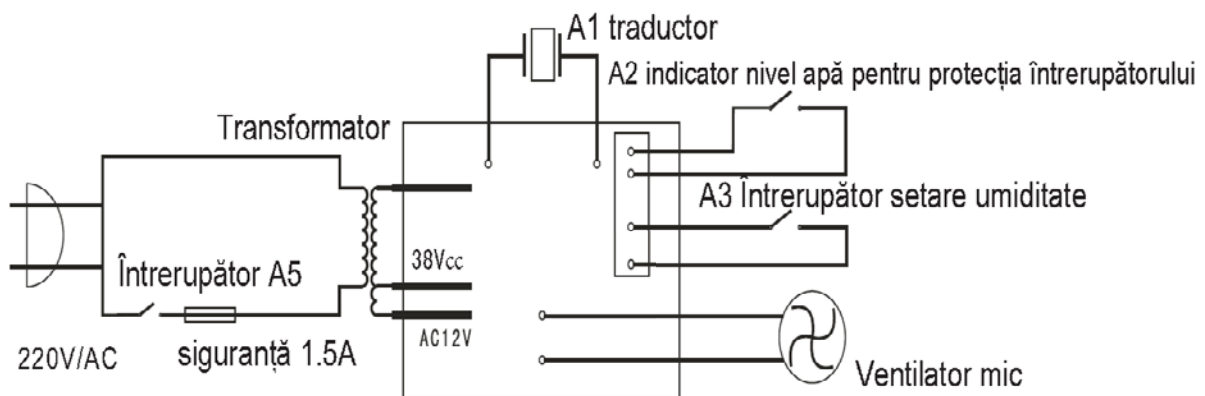 A1 traductor
A2 indicator nivel apă pentru protecția întrerupătorului
Transformator
A3 Întrerupător setare umiditate
38Vcc
Întrerupător A5
AC12V
220V/AC
siguranță 1.5A
Ventilator mic